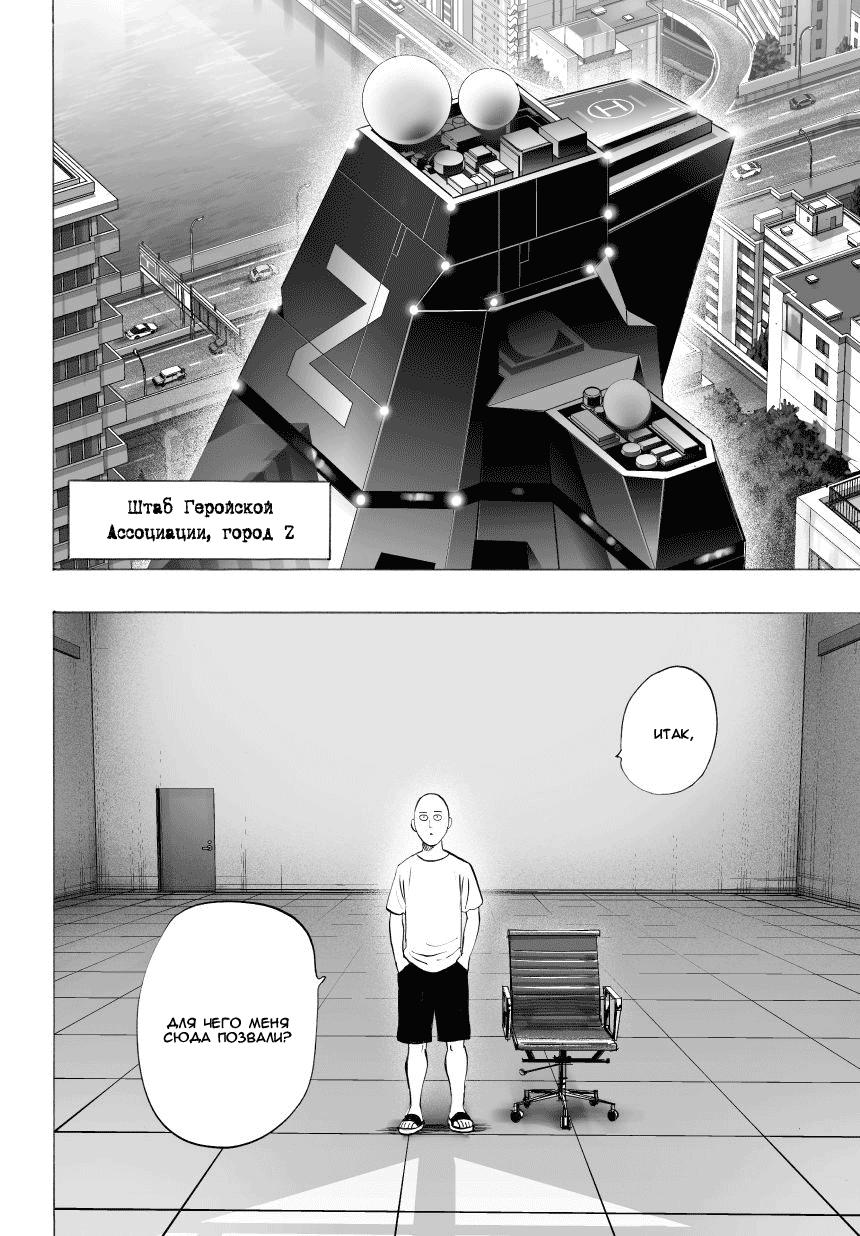 H
Z
Штаб Геройской
Ассоциации, город Z
ИТАК,
ДЛЯ ЧЕГО МЕНЯ
СЮДА ПОЗВАЛИ?